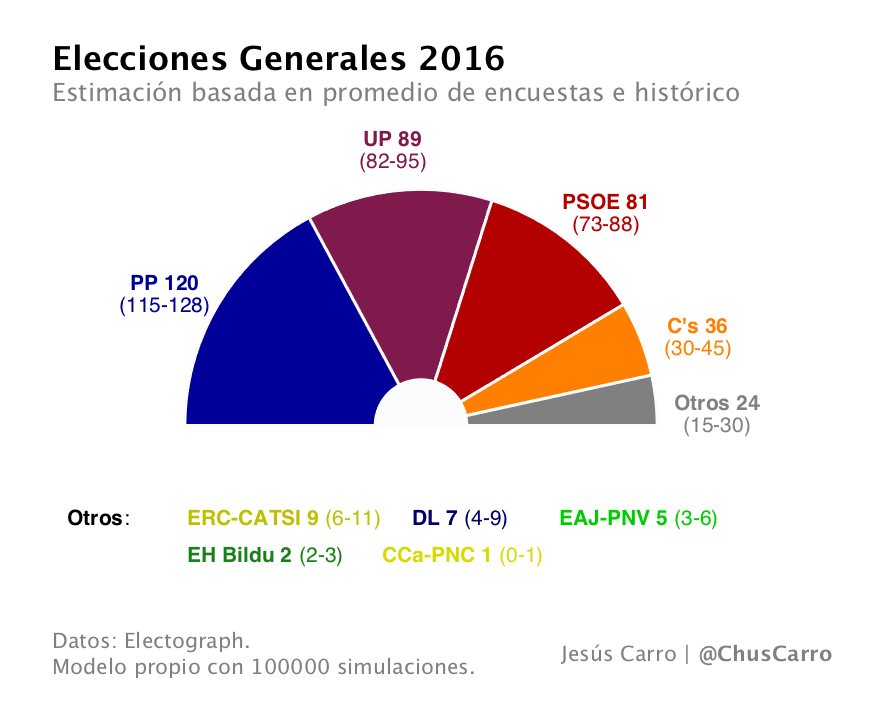 Elecciones Generales 2016
Estimación basada en promedio de encuestas e histórico
UP 89
(82-95)
PSOE 81
(73-88)
PP 120
(115-128)
C's 36
(30-45)
Otros 24
(15-30)
Otros: ERC-CATSI 9 (6-11) DL 7 (4-9) EAJ-PNV 5 (3-6)
EH Bildu 2 (2-3) CCa-PNC 1 (0-1)
Datos: Electograph.
Modelo propio con 100000 simulaciones.
Jesús Carro | @ChusCarro